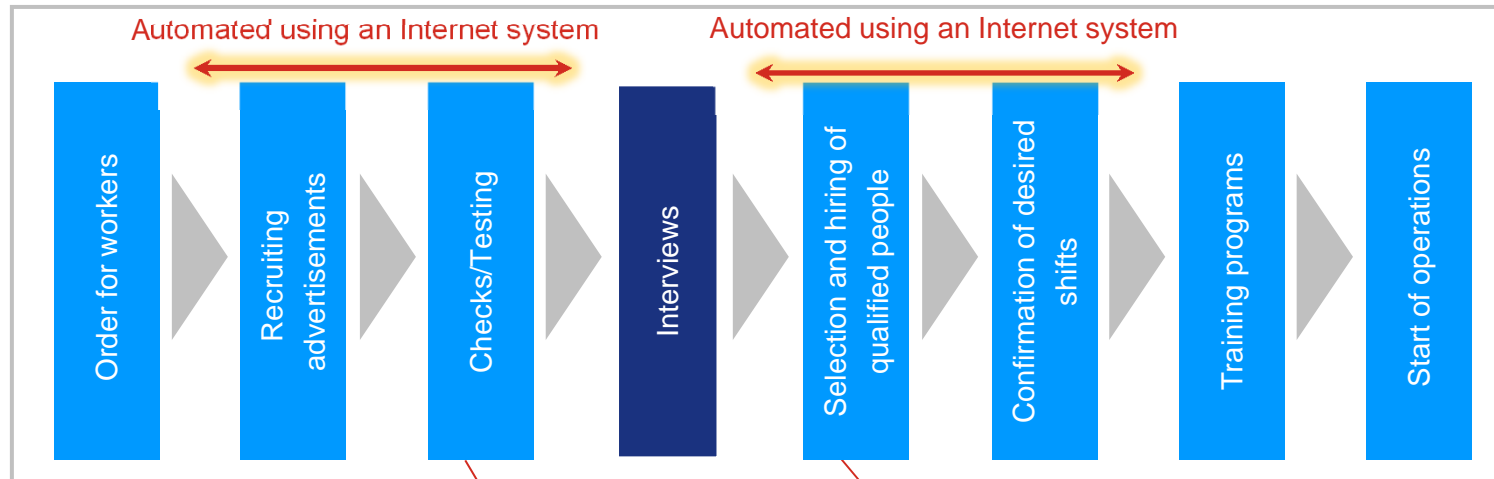 Automated using an Internet system
Automated using an Internet system
Order for workers
Recruiting
advertisements
Checks/Testing
Interviews
Selection and hiring of
qualified people
Confirmation of desired
shifts
Training programs
Start of operations